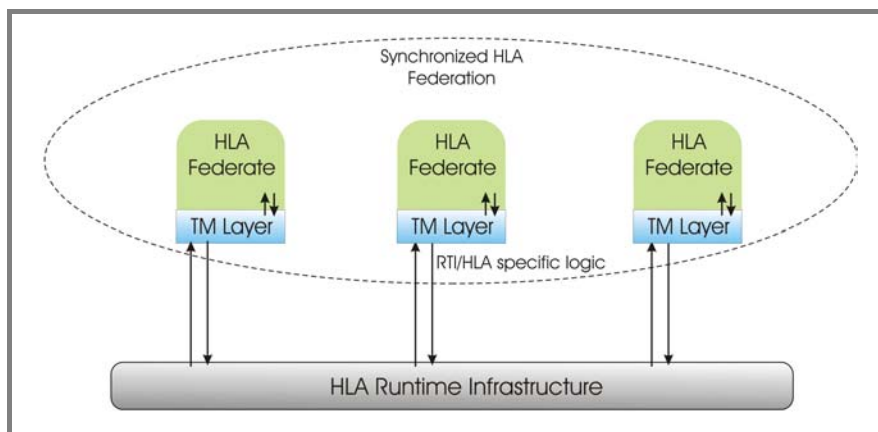 Synchronized HLA
Federation
HLA
Federate
TM Layer
HLA
Federate
TM Layer
HLA
Federate
TM Layer
RTI/HLA specific logic
HLA Runtime Infrastructure